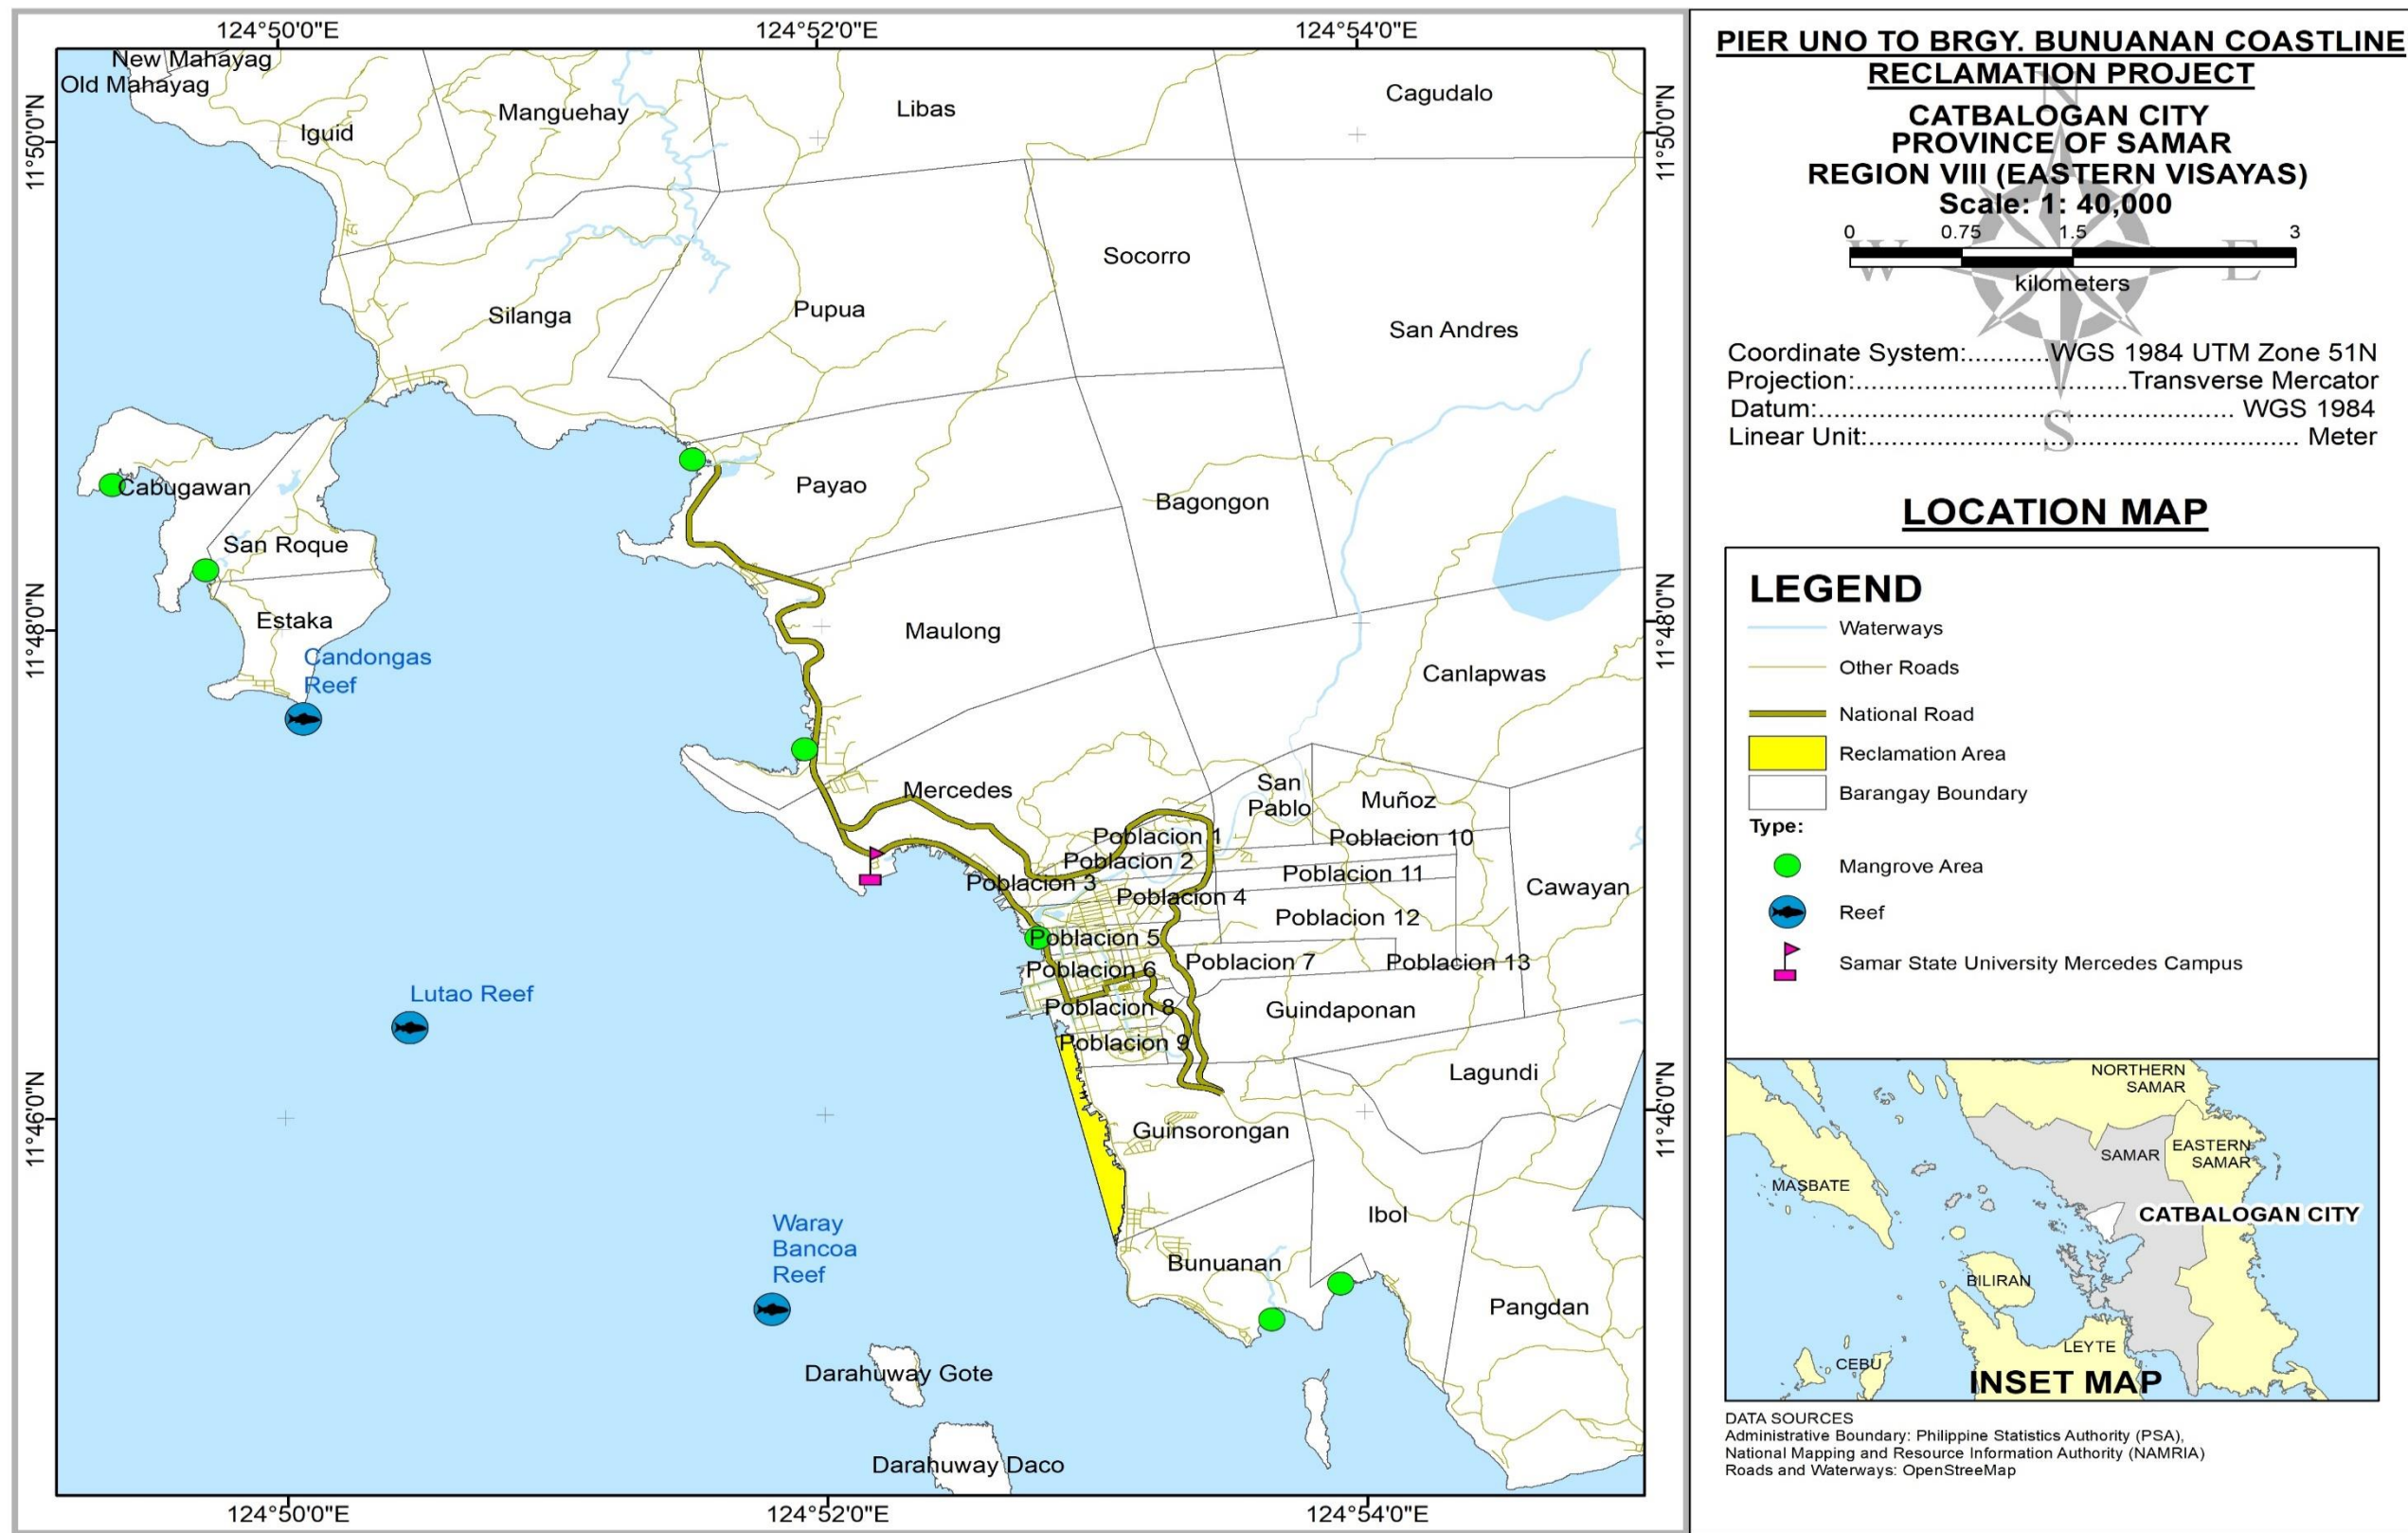 124°50'0"E
124°52'0"E
124°54'0"E
11°50'0"N
11°48'0"N
11°46'0"N
11°50'0"N
11°48'0"N
11°46'0"N
124°50'0"E
124°52'0"E
124°54'0"E
New Mahayag
Old Mahayag
Iguid
Manguehay
Libas
Cagudalo
Socorro
Silanga
Pupua
San Andres
Cabugawan
Payao
Bagongon
San Roque
Estaka
Maulong
Candongas
Reef
Canlapwas
Mercedes
San
Pablo
Muñoz
Poblacion 1
Poblacion 10
Poblacion 2
Poblacion 3
Poblacion 11
Cawayan
Poblacion 4
Poblacion 12
Poblacion 5
Poblacion 6
Poblacion 7
Poblacion 13
Lutao Reef
Poblacion 8
Guindaponan
Poblacion 9
Lagundi
Guinsorongan
Waray
Bancoa
Reef
Ibol
Bunuanan
Pangdan
Darahuway Gote
Darahuway Daco
PIER UNO TO BRGY. BUNUANAN COASTLINE
RECLAMATION PROJECT
CATBALOGAN CITY
PROVINCE OF SAMAR
REGION VIII (EASTERN VISAYAS)
Scale: 1: 40,000
0 0.75 1.5 3
kilometers
N
W
E
S
Coordinate System:...........WGS 1984 UTM Zone 51N
Projection:.................................Transverse Mercator
Datum:................................................... WGS 1984
Linear Unit:..................................................... Meter
LOCATION MAP
LEGEND
Waterways
Other Roads
National Road
Reclamation Area
Barangay Boundary
Type:
Mangrove Area
Reef
Samar State University Mercedes Campus
NORTHERN
SAMAR
SAMAR
EASTERN
SAMAR
MASBATE
CATBALOGAN CITY
BILIRAN
LEYTE
CEBU
INSET MAP
DATA SOURCES
Administrative Boundary: Philippine Statistics Authority (PSA),
National Mapping and Resource Information Authority (NAMRIA)
Roads and Waterways: OpenStreeMap